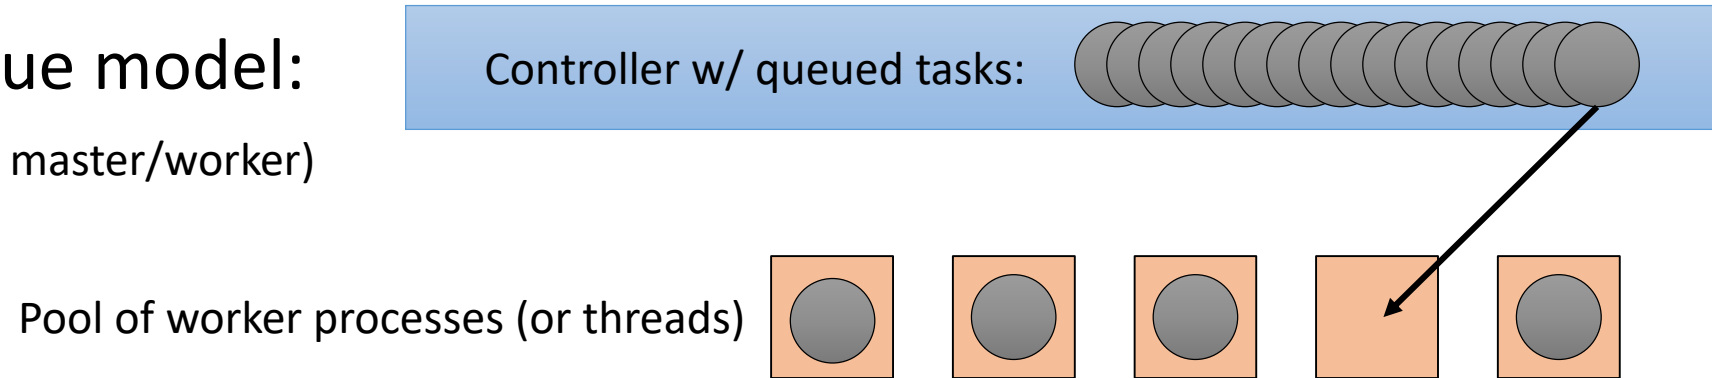 ue model:
Controller w/ queued tasks:
master/worker)
Pool of worker processes (or threads)